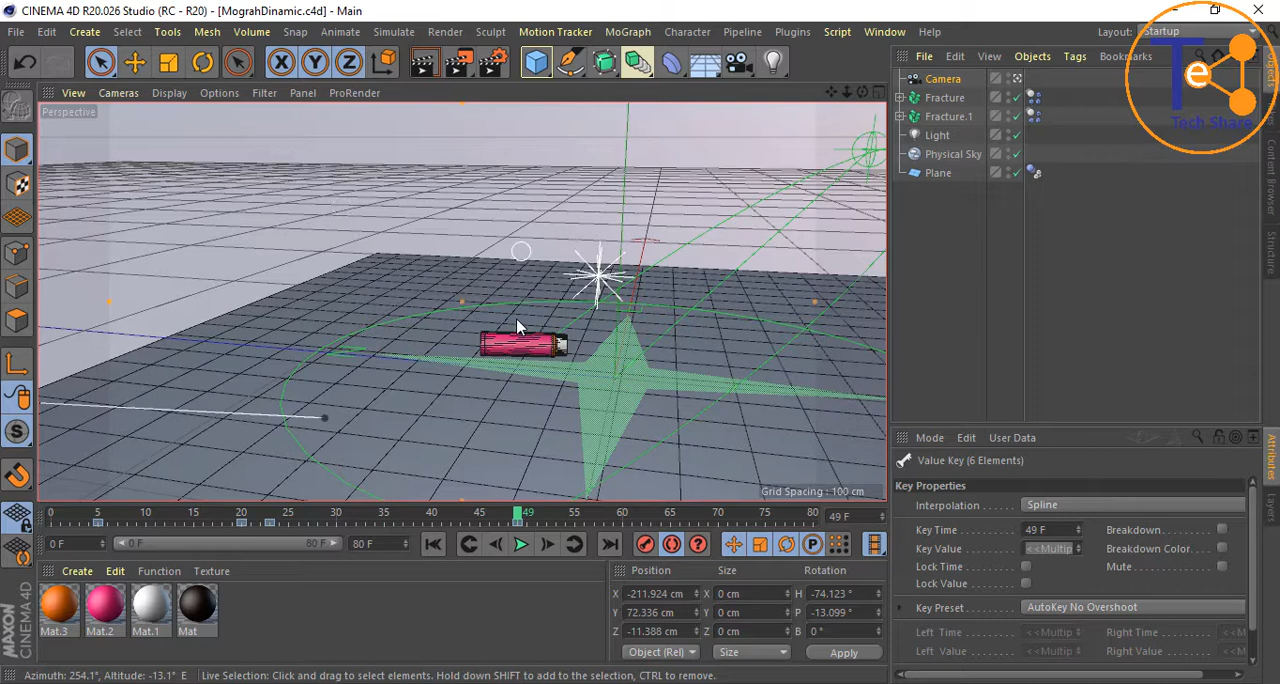 CINEMA 4D R20.026 Studio (RC - R20) - [MograhDinamic.c4d] - Main
File Edit Create Select Tools Mesh Volume Snap Animate Simulate Render Sculpt Motion Tracker MoGraph Character Pipeline Plugins Script Window Layout: Startup
View Cameras Display Options Filter Panel ProRender
File Edit View Objects Tags Bookmarks
Perspective
Camera
Fracture
Fracture.1
Light
Physical Sky
Plane
Te
Tech Share
Objects
Content Browser
Structure
Grid Spacing : 100 cm
Mode Edit User Data
Value Key (6 Elements)
Key Properties
Interpolation Spline
Key Time 49 F Breakdown
Key Value <<Multip Breakdown Color
Lock Time Mute
Lock Value
Key Preset AutoKey No Overshoot
Left Time <<Multip Right Time <<M
Left Value <<Multip Right Value <<M
Attributes
Layers
0 5 10 15 20 25 30 35 40 45 49 55 60 65 70 75 80 49 F
0 F 0 F 80 F 80 F
Create Edit Function Texture
Mat.3 Mat.2 Mat.1 Mat
Position Size Rotation
X -211.924 cm X 0 cm H -74.123 °
Y 72.336 cm Y 0 cm P -13.099 °
Z -11.388 cm Z 0 cm B 0 °
Object (Rel) Size Apply
MAXON
CINEMA 4D
Azimuth: 254.1°, Altitude: -13.1° E Live Selection: Click and drag to select elements. Hold down SHIFT to add to the selection, CTRL to remove.